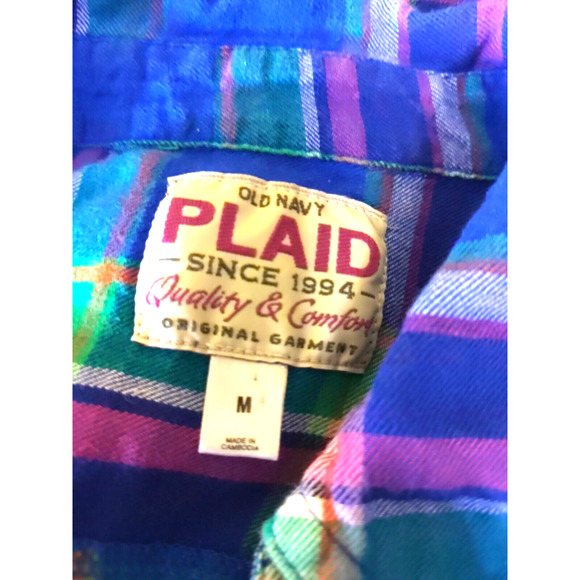 OLD NAVY
PLAID
SINCE 1994
Quality & Comfort
ORIGINAL GARMENT
M
MADE IN
CAMBODIA